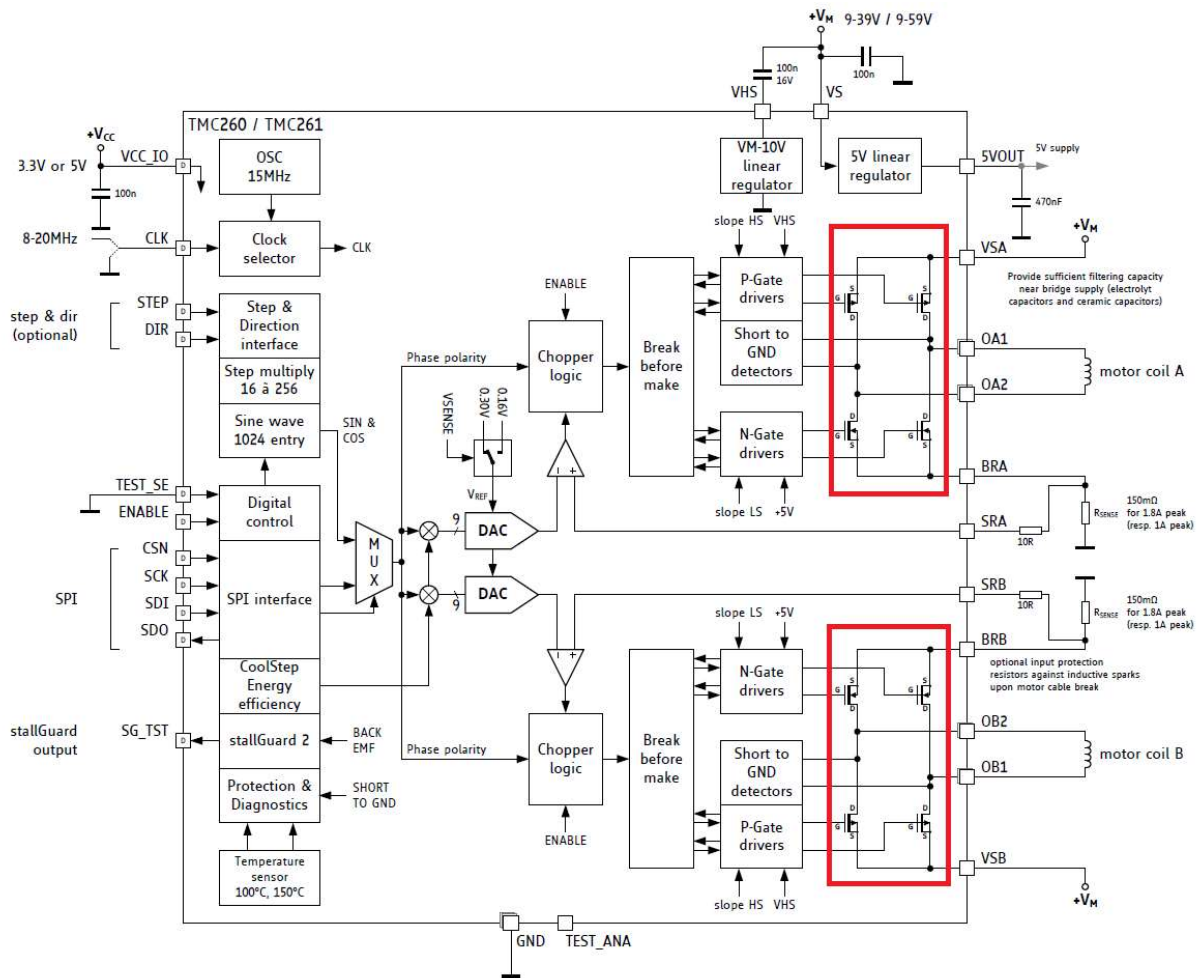 +VM 9-39V / 9-59V
100n
16V
100n
VHS
VS
TMC260 / TMC261
+VCC
3.3V or 5V
VCC_IO
D
100n
OSC
15MHz
VM-10V
linear
regulator
5V linear
regulator
5VOUT
5V supply
470nF
8-20MHz
CLK
D
Clock
selector
CLK
slope HS VHS
+VM
VSA
Provide sufficient filtering capacity
near bridge supply (electrolyt
capacitors and ceramic capacitors)
step & dir
(optional)
STEP
D
DIR
D
Step &
Direction
interface
Step multiply
16 à 256
Sine wave
1024 entry
SIN &
COS
Phase polarity
ENABLE
Chopper
logic
Break
before
make
P-Gate
drivers
Short to
GND
detectors
N-Gate
drivers
S
G
D
S
G
D
D
G
S
D
G
S
OA1
OA2
motor coil A
VSENSE
0.30V
0.16V
VREF
slope LS +5V
BRA
SRA
10R
RSENSE
150mΩ
for 1.8A peak
(resp. 1A peak)
TEST_SE
D
ENABLE
D
Digital
control
SPI
CSN
D
SCK
D
SDI
D
SDO
D
SPI interface
MUX
9
DAC
- +
9
DAC
- +
SRB
10R
RSENSE
150mΩ
for 1.8A peak
(resp. 1A peak)
slope LS +5V
BRB
optional input protection
resistors against inductive sparks
upon motor cable break
CoolStep
Energy
efficiency
stallGuard
output
SG_TST
D
stallGuard 2
BACK
EMF
Protection &
Diagnostics
SHORT
TO GND
Temperature
sensor
100°C, 150°C
Phase polarity
Chopper
logic
ENABLE
Break
before
make
N-Gate
drivers
Short to
GND
detectors
P-Gate
drivers
S
G
D
S
G
D
D
G
S
D
G
S
OB2
OB1
motor coil B
slope HS VHS
VSB
+VM
GND
TEST_ANA